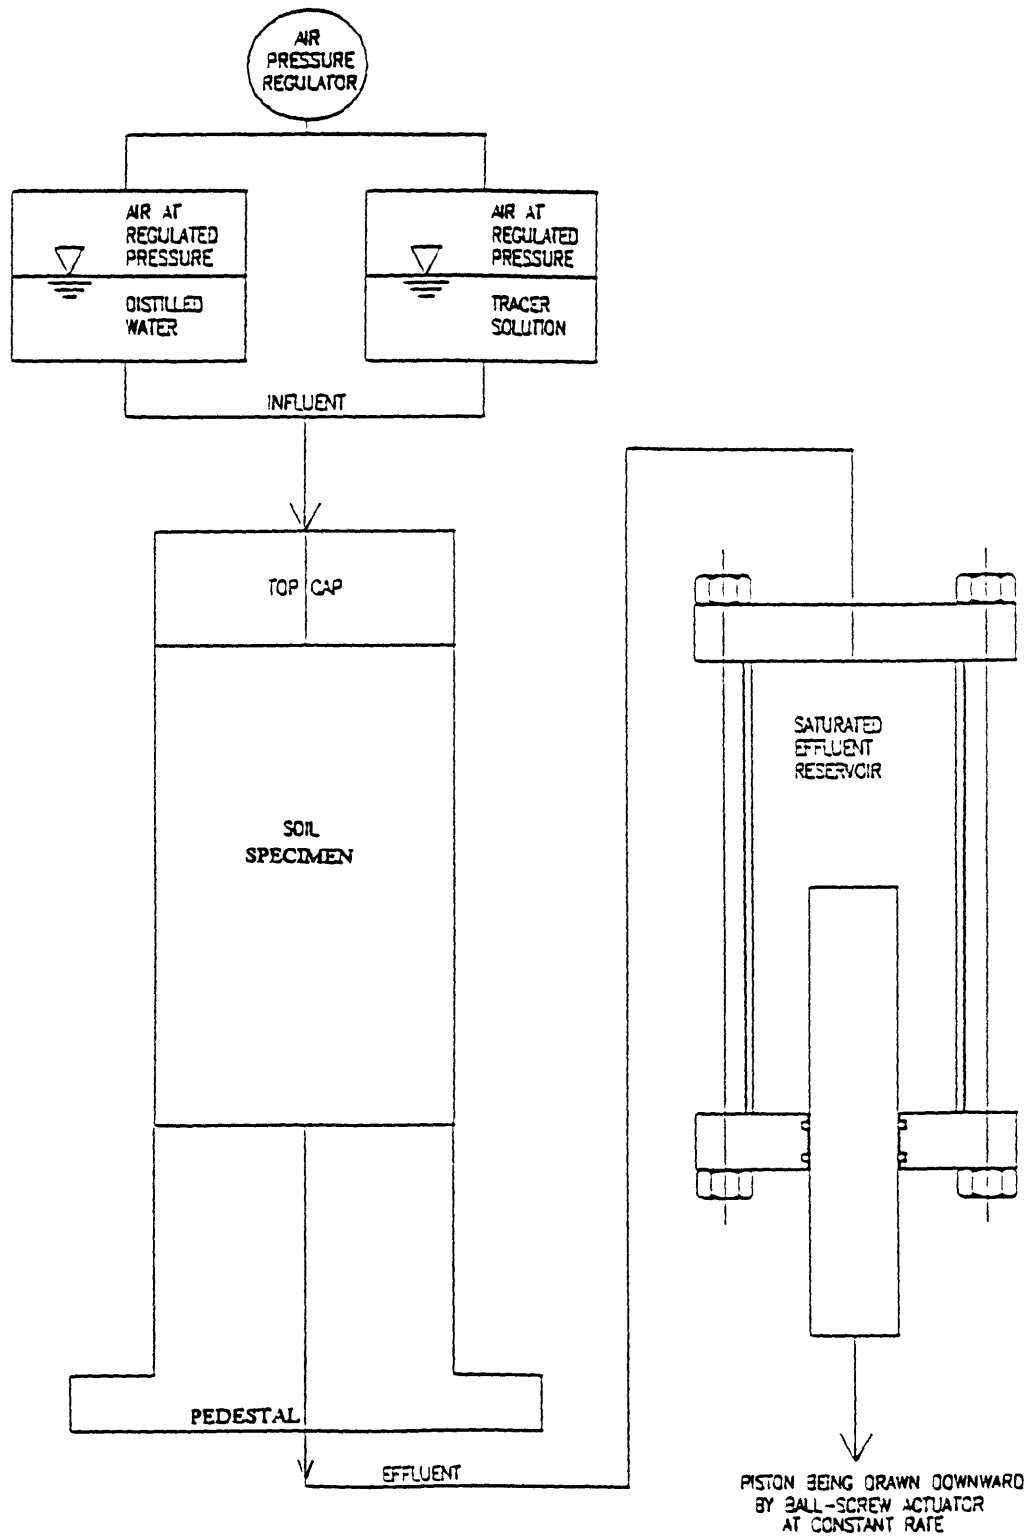 AIR
PRESSURE
REGULATOR
AIR AT
REGULATED
PRESSURE
DISTILLED
WATER
AIR AT
REGULATED
PRESSURE
TRACER
SOLUTION
INFLUENT
TOP CAP
SOIL
SPECIMEN
SATURATED
EFFLUENT
RESERVOIR
PEDESTAL
EFFLUENT
PISTON BEING DRAWN DOWNWARD
BY BALL-SCREW ACTUATOR
AT CONSTANT RATE